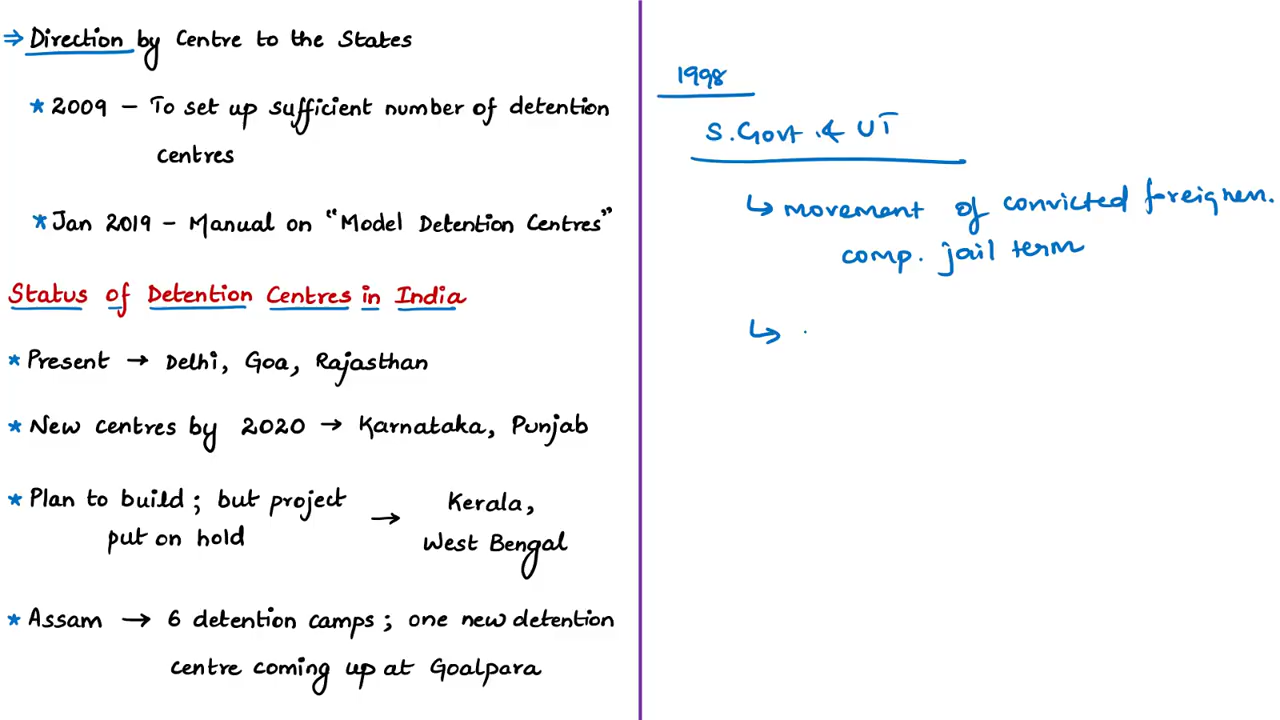 ⇒ Direction by Centre to the States
* 2009 – To set up sufficient number of detention
centres
* Jan 2019 – Manual on "Model Detention Centres"
Status of Detention Centres in India
* Present → Delhi, Goa, Rajasthan
* New centres by 2020 → Karnataka, Punjab
* Plan to build; but project
put on hold
→ Kerala,
West Bengal
* Assam → 6 detention camps; one new detention
centre coming up at Goalpara
1998
S.Govt & UT
↳ movement of convicted foreigners.
comp. jail term
↳